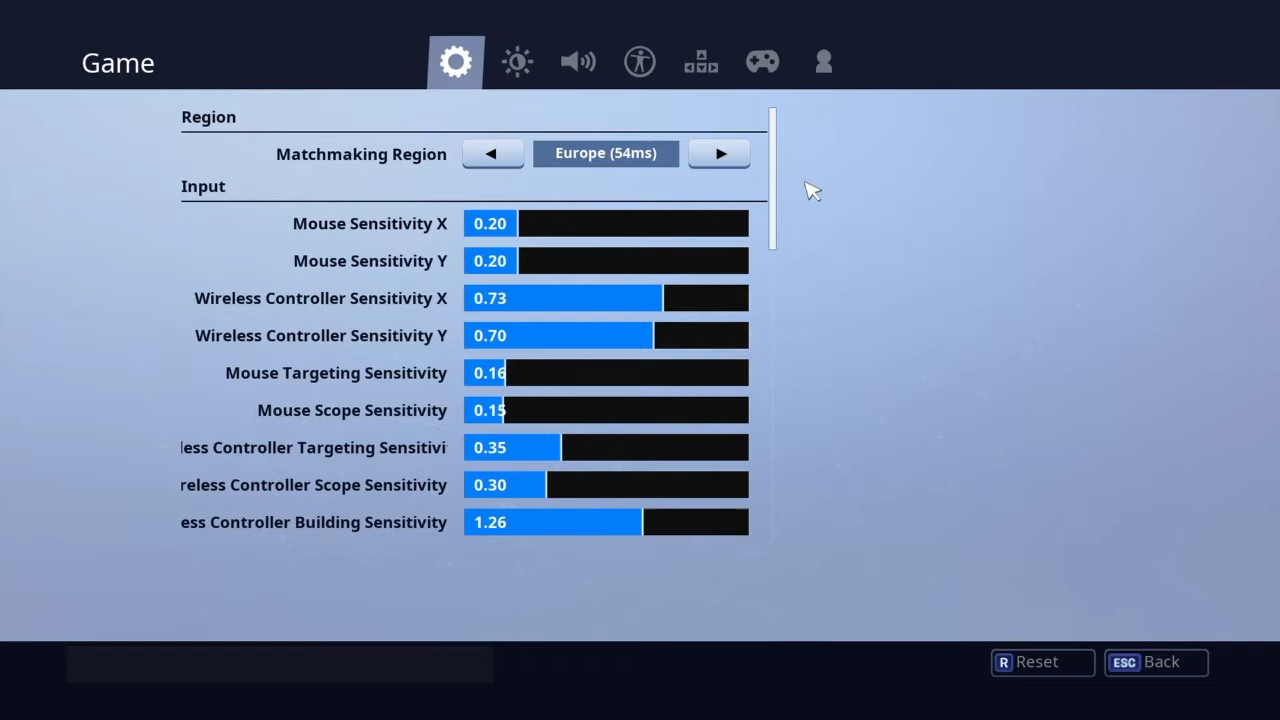 Game
Region
Matchmaking Region Europe (54ms)
Input
Mouse Sensitivity X 0.20
Mouse Sensitivity Y 0.20
Wireless Controller Sensitivity X 0.73
Wireless Controller Sensitivity Y 0.70
Mouse Targeting Sensitivity 0.16
Mouse Scope Sensitivity 0.15
less Controller Targeting Sensitivi 0.35
reless Controller Scope Sensitivity 0.30
ess Controller Building Sensitivity 1.26
R Reset ESC Back